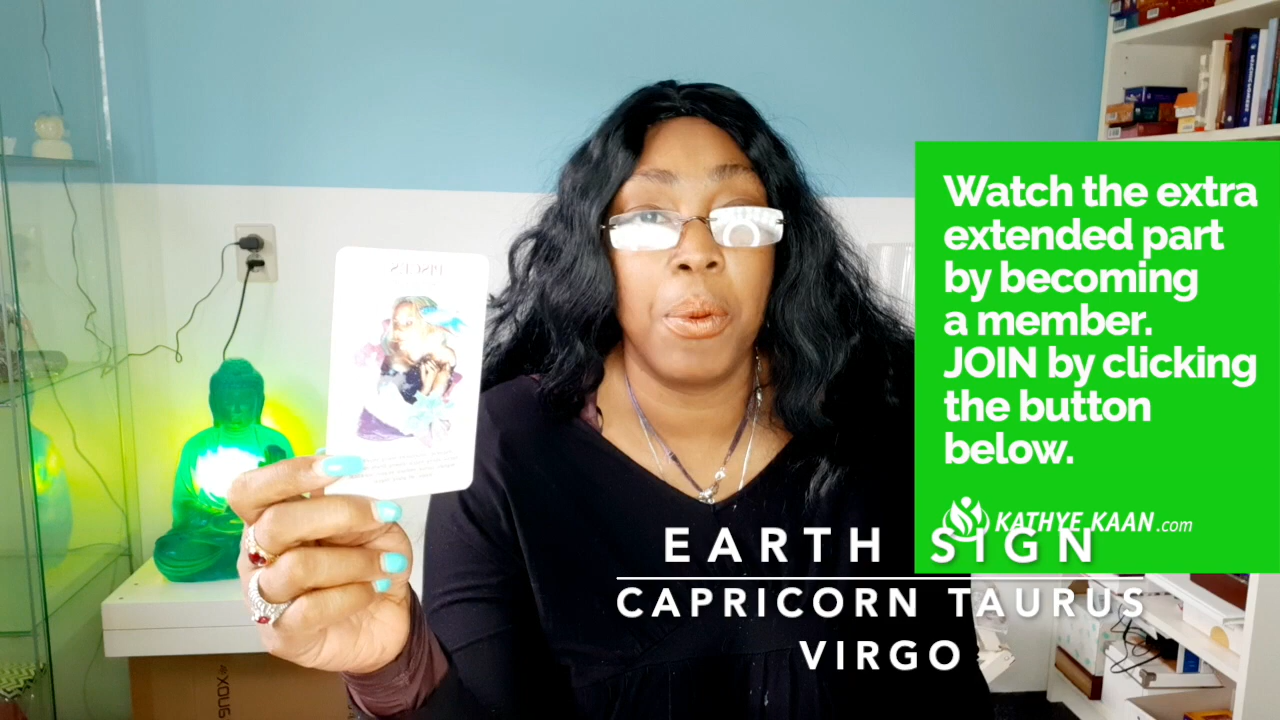 PISCES
Watch the extra
extended part
by becoming
a member.
JOIN by clicking
the button
below.
KATHYE KAAN.com
EARTH SIGN
CAPRICORN TAURUS
VIRGO